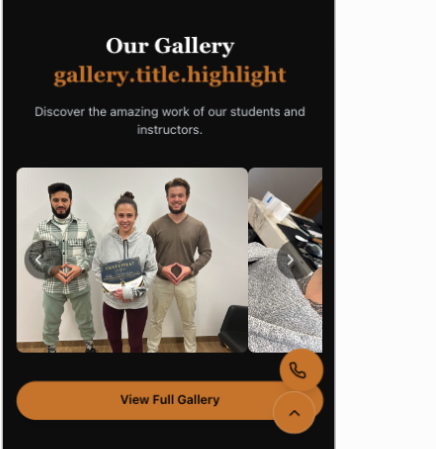 Our Gallery
gallery.title.highlight
Discover the amazing work of our students and
instructors.
View Full Gallery